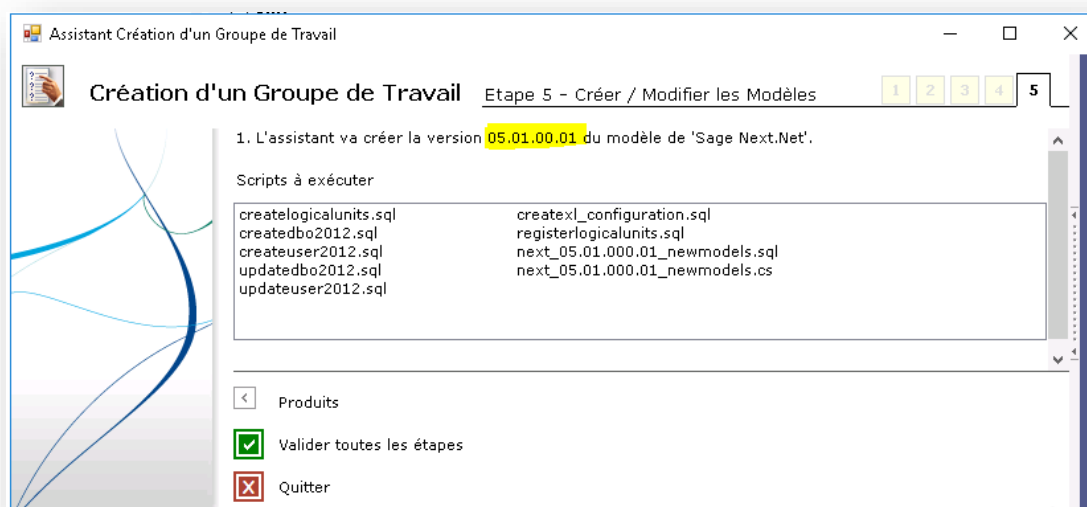 Assistant Création d'un Groupe de Travail
Création d'un Groupe de Travail Etape 5 - Créer / Modifier les Modèles 1 2 3 4 5
1. L'assistant va créer la version 05.01.00.01 du modèle de 'Sage Next.Net'.
Scripts à exécuter
createlogicalunits.sql createxl_configuration.sql
createdbo2012.sql registerlogicalunits.sql
createuser2012.sql next_05.01.000.01_newmodels.sql
updatedbo2012.sql next_05.01.000.01_newmodels.cs
updateuser2012.sql
Produits
Valider toutes les étapes
Quitter